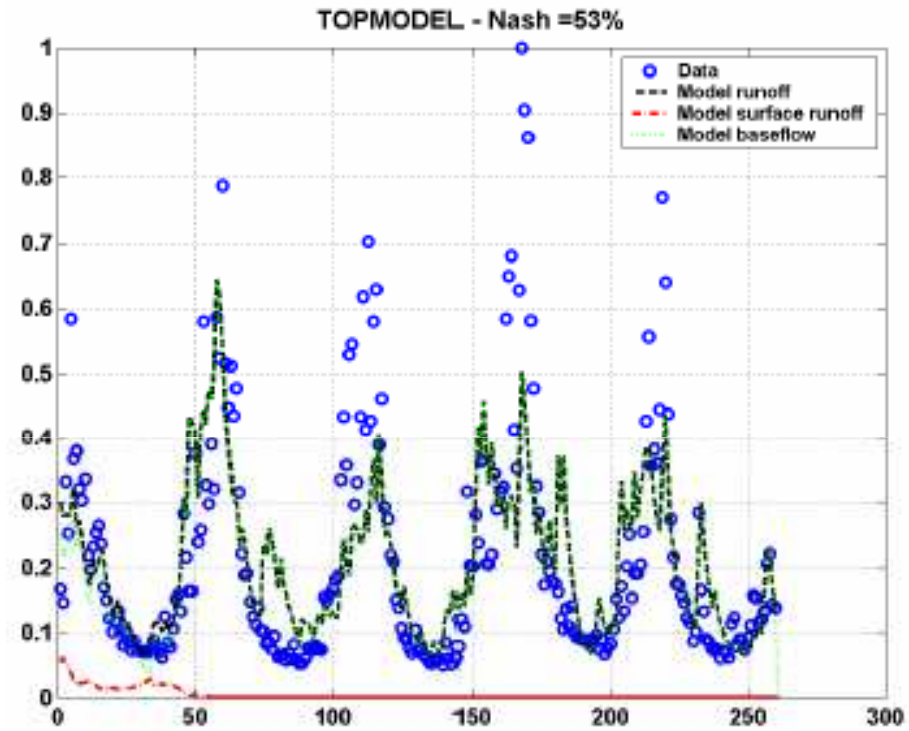 TOPMODEL - Nash =53%
1
0.9
0.8
0.7
0.6
0.5
0.4
0.3
0.2
0.1
0
0 50 100 150 200 250 300
Data
Model runoff
Model surface runoff
Model baseflow